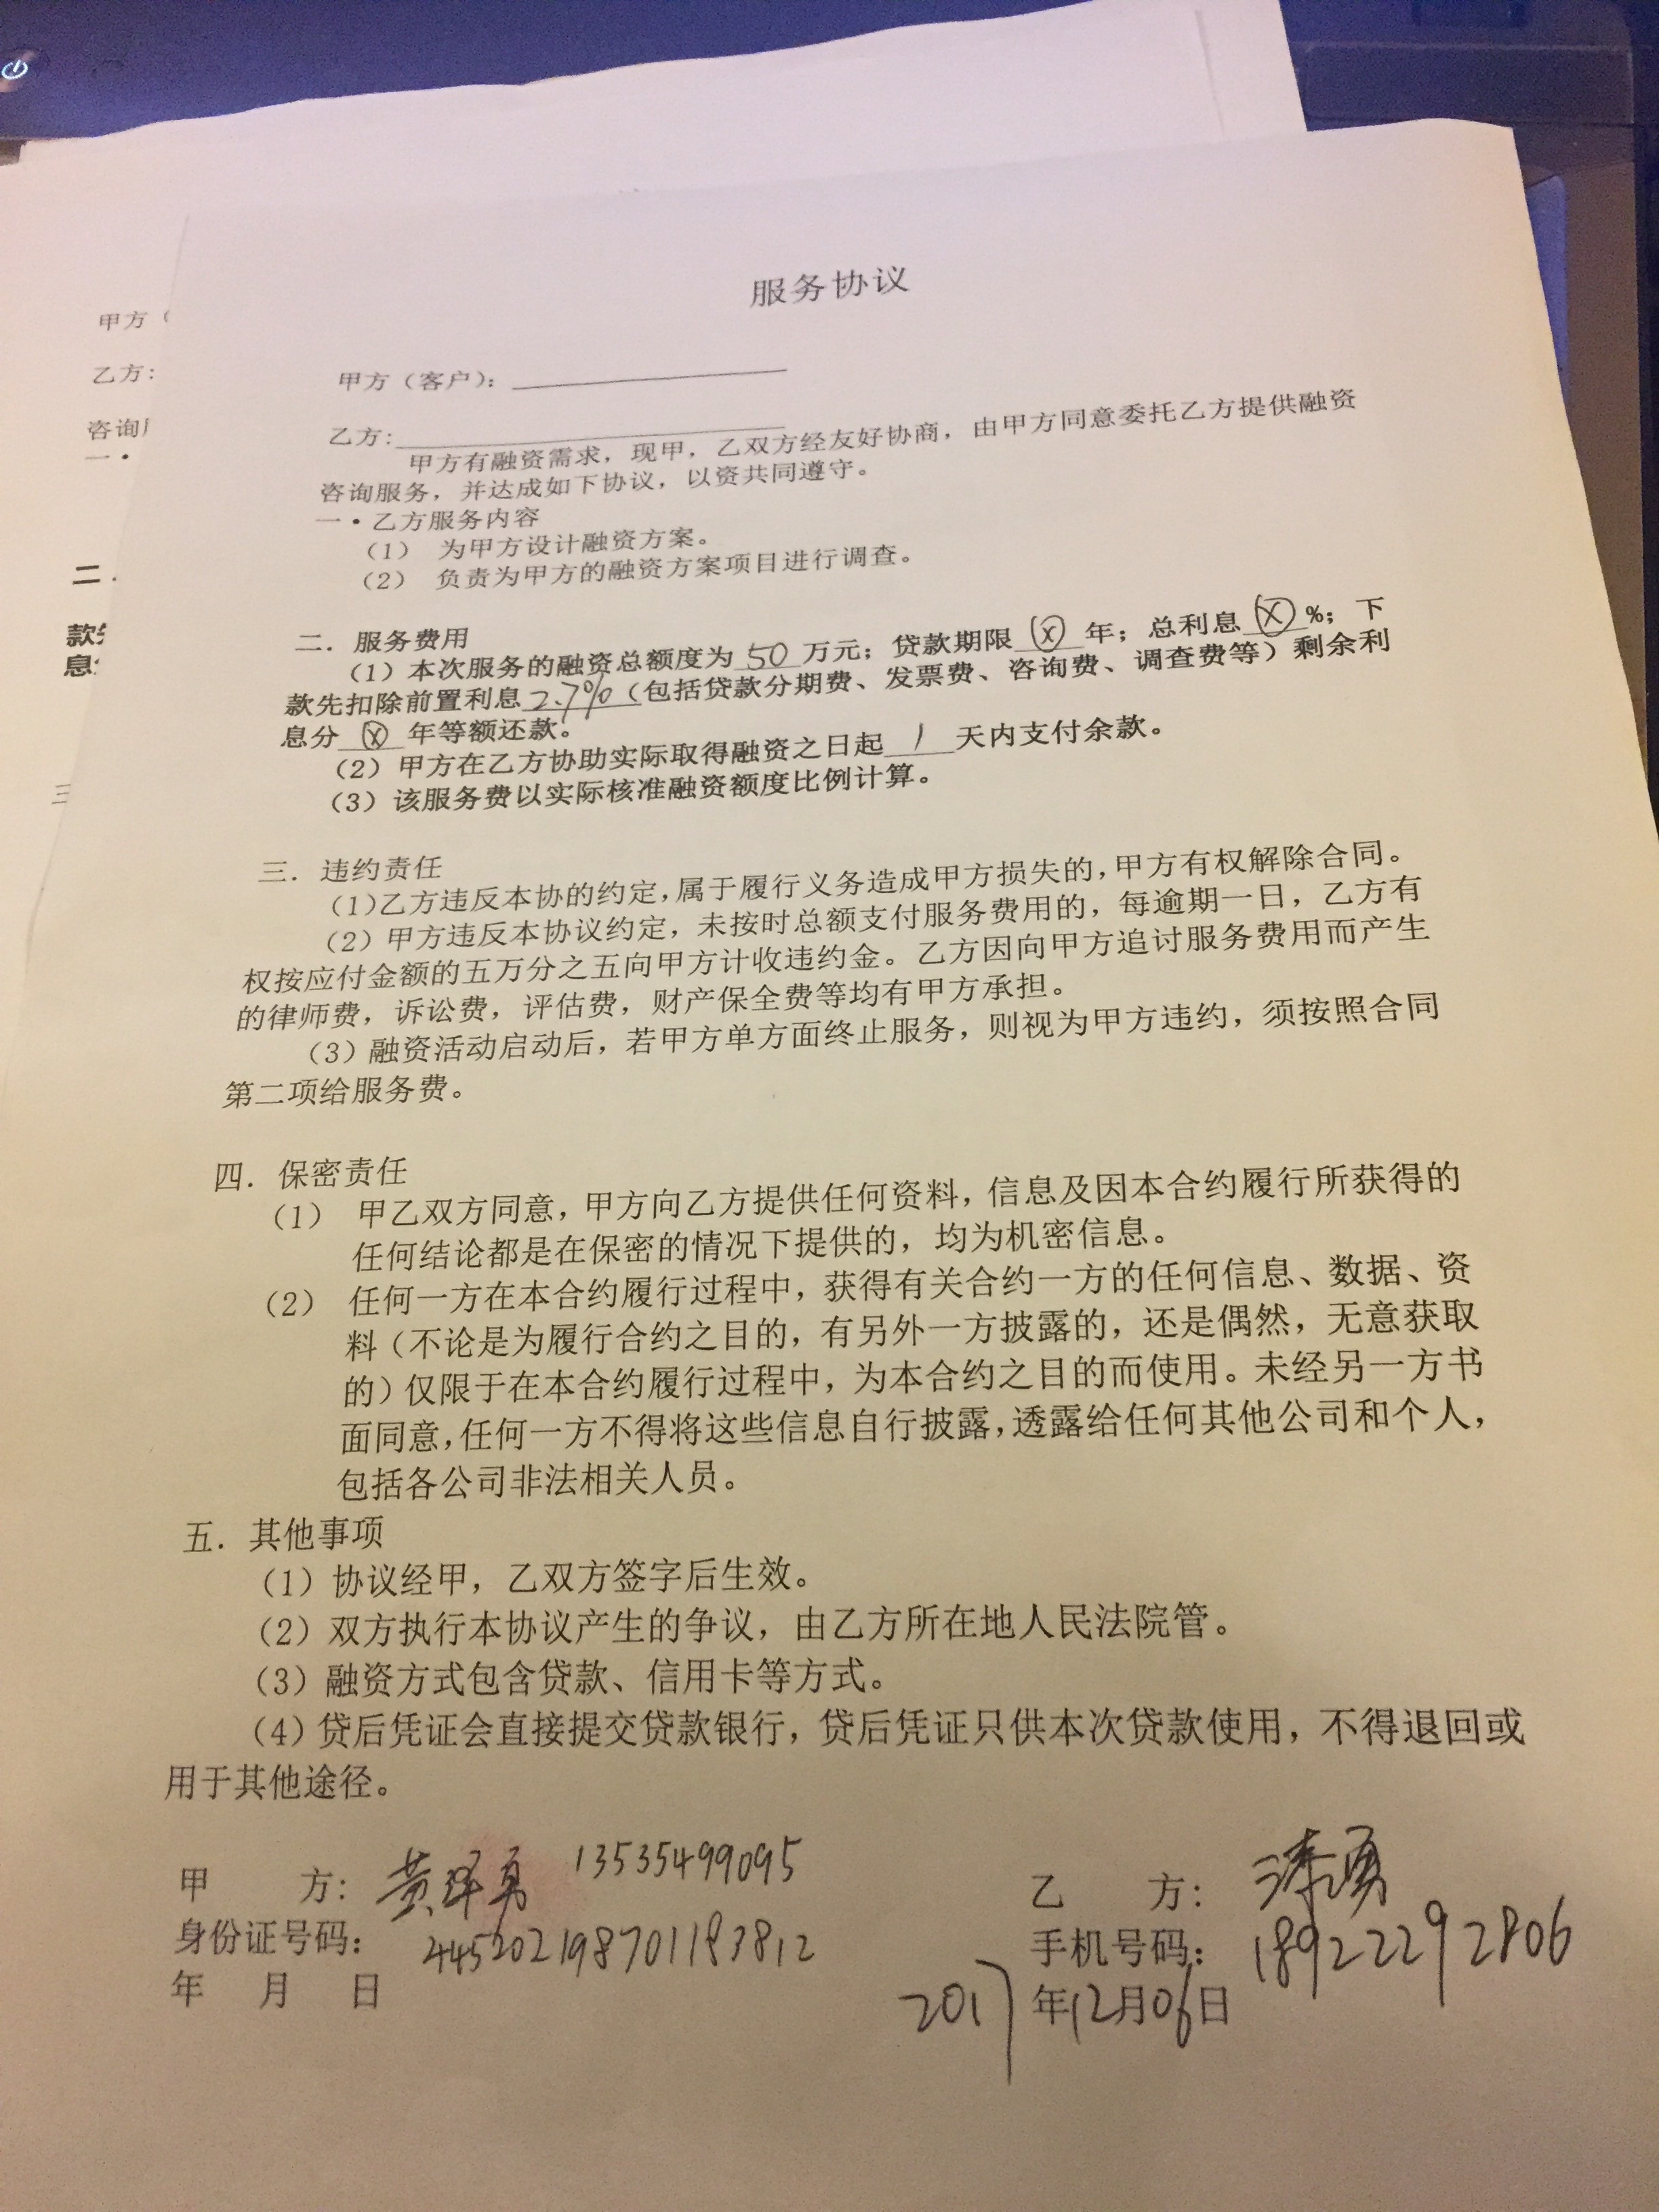 服务协议
甲方（
甲方（客户）：
乙方：
乙方：
甲方有融资需求，现甲，乙双方经友好协商，由甲方同意委托乙方提供融资
咨询
咨询服务，并达成如下协议，以资共同遵守。
一·
一·乙方服务内容
（1） 为甲方设计融资方案。
（2） 负责为甲方的融资方案项目进行调查。
二．
二．服务费用
（1）本次服务的融资总额度为 50 万元；贷款期限 ⓧ 年；总利息 ⓧ %；下
款先扣除前置利息 2.7%（包括贷款分期费、发票费、咨询费、调查费等）剩余利
息
息分 ⓧ 年等额还款。
（2）甲方在乙方协助实际取得融资之日起 1 天内支付余款。
三
（3）该服务费以实际核准融资额度比例计算。
三．违约责任
（1）乙方违反本协的约定，属于履行义务造成甲方损失的，甲方有权解除合同。
（2）甲方违反本协议约定，未按时总额支付服务费用的，每逾期一日，乙方有
权按应付金额的五万分之五向甲方计收违约金。乙方因向甲方追讨服务费用而产生
的律师费，诉讼费，评估费，财产保全费等均有甲方承担。
（3）融资活动启动后，若甲方单方面终止服务，则视为甲方违约，须按照合同
第二项给服务费。
四．保密责任
（1） 甲乙双方同意，甲方向乙方提供任何资料，信息及因本合约履行所获得的
任何结论都是在保密的情况下提供的，均为机密信息。
（2） 任何一方在本合约履行过程中，获得有关合约一方的任何信息、数据、资
料（不论是为履行合约之目的，有另外一方披露的，还是偶然，无意获取
的）仅限于在本合约履行过程中，为本合约之目的而使用。未经另一方书
面同意，任何一方不得将这些信息自行披露，透露给任何其他公司和个人，
包括各公司非法相关人员。
五．其他事项
（1）协议经甲，乙双方签字后生效。
（2）双方执行本协议产生的争议，由乙方所在地人民法院管。
（3）融资方式包含贷款、信用卡等方式。
（4）贷后凭证会直接提交贷款银行，贷后凭证只供本次贷款使用，不得退回或
用于其他途径。
甲 方：黄泽勇 13535499095
乙 方：漆勇
身份证号码：445202198701183812
手机号码：18922292806
年 月 日
2017年12月06日